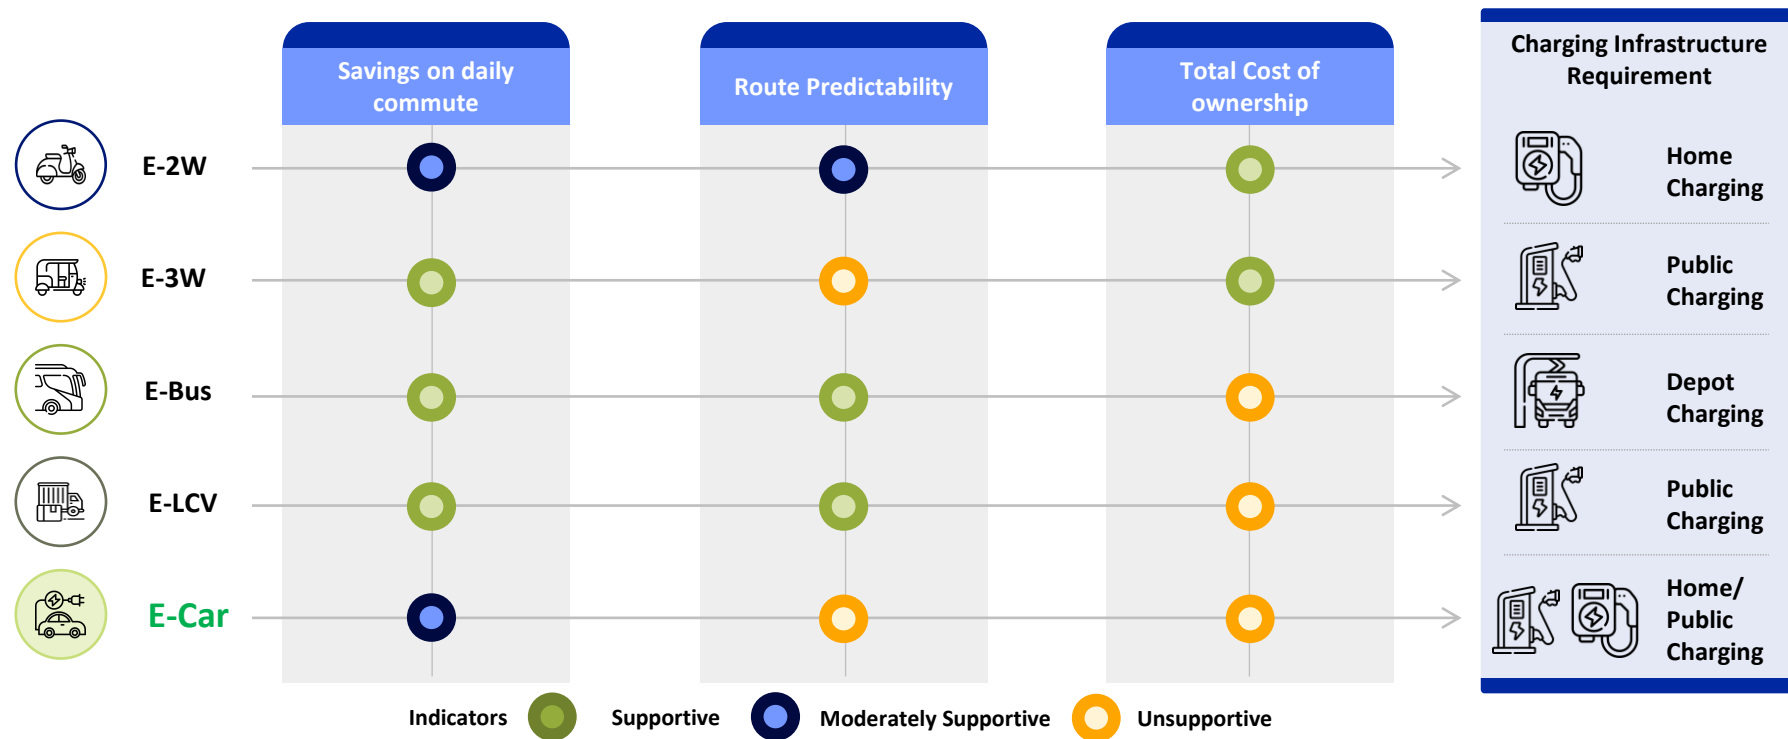 Savings on daily
commute
Route Predictability
Total Cost of
ownership
Charging Infrastructure
Requirement
E-2W
Home
Charging
E-3W
Public
Charging
E-Bus
Depot
Charging
E-LCV
Public
Charging
E-Car
Home/
Public
Charging
Indicators
Supportive
Moderately Supportive
Unsupportive